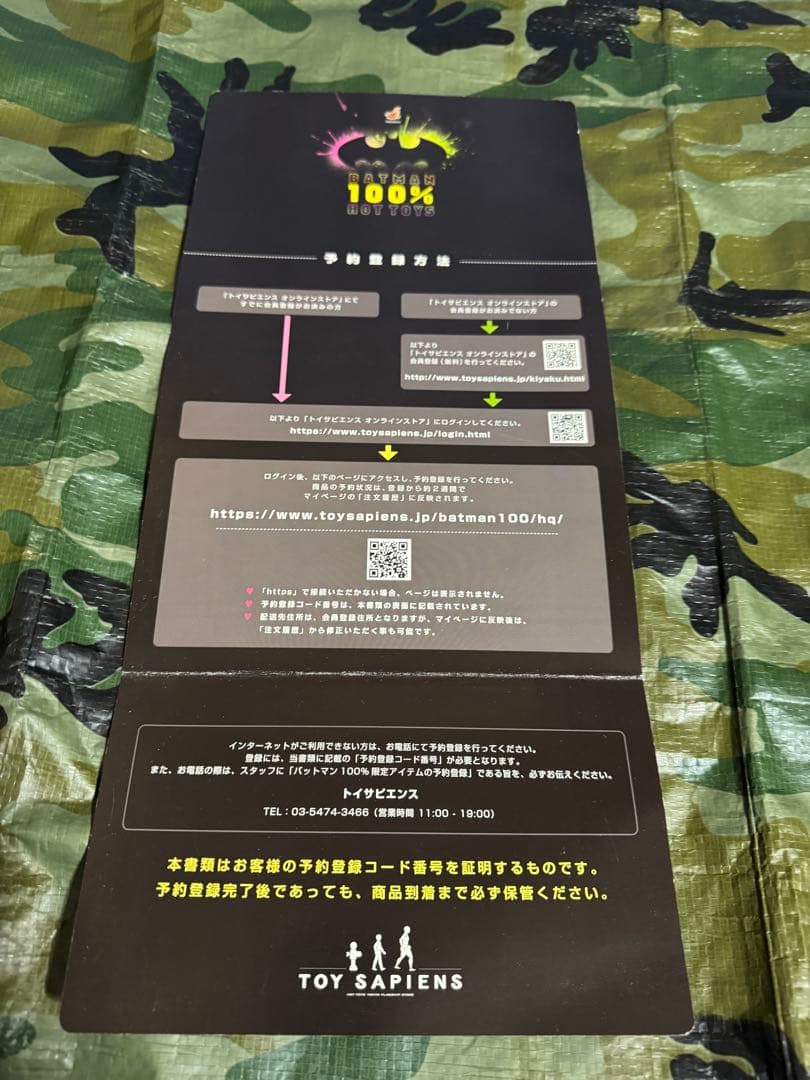 BATMAN
100%
HOT TOYS
予約登録方法
「トイサピエンス オンラインストア」にて
すでに会員登録がお済みの方
「トイサピエンス オンラインストア」の
会員登録がお済みでない方
以下より
「トイサピエンス オンラインストア」の
会員登録(無料)を行ってください。
http://www.toysapiens.jp/kiyaku.html
以下より「トイサピエンス オンラインストア」にログインしてください。
https://www.toysapiens.jp/login.html
ログイン後、以下のページにアクセスし、予約登録を行ってください。
商品の予約状況は、登録から約2週間で
マイページの「注文履歴」に反映されます。
https://www.toysapiens.jp/batman100/hq/
♥ 「https」で接続いただかない場合、ページは表示されません。
♥ 予約登録コード番号は、本書類の表面に記載されています。
♥ 配送先住所は、会員登録住所となりますが、マイページに反映後は、
「注文履歴」から修正いただく事も可能です。
インターネットがご利用できない方は、お電話にて予約登録を行ってください。
登録には、当書類に記載の「予約登録コード番号」が必要となります。
また、お電話の際は、スタッフに「バットマン100%限定アイテムの予約登録」である旨を、必ずお伝えください。
トイサピエンス
TEL:03-5474-3466(営業時間 11:00 - 19:00)
本書類はお客様の予約登録コード番号を証明するものです。
予約登録完了後であっても、商品到着まで必ず保管ください。
TOY SAPIENS
HOT TOYS TOKYO FLAGSHIP STORE